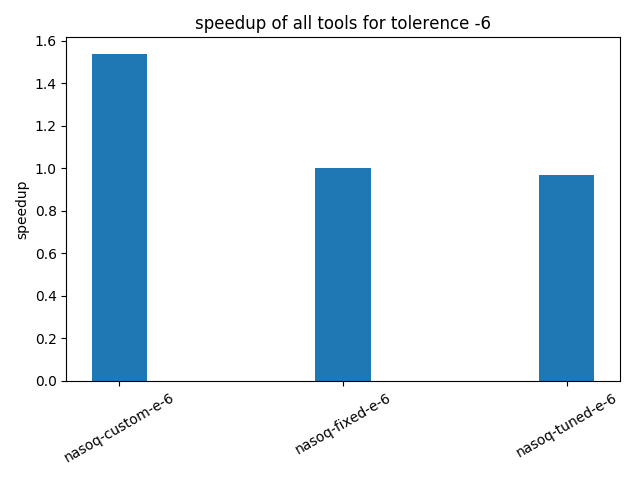 speedup of all tools for tolerence -6
speedup
1.6
1.4
1.2
1.0
0.8
0.6
0.4
0.2
0.0
nasoq-custom-e-6
nasoq-fixed-e-6
nasoq-tuned-e-6